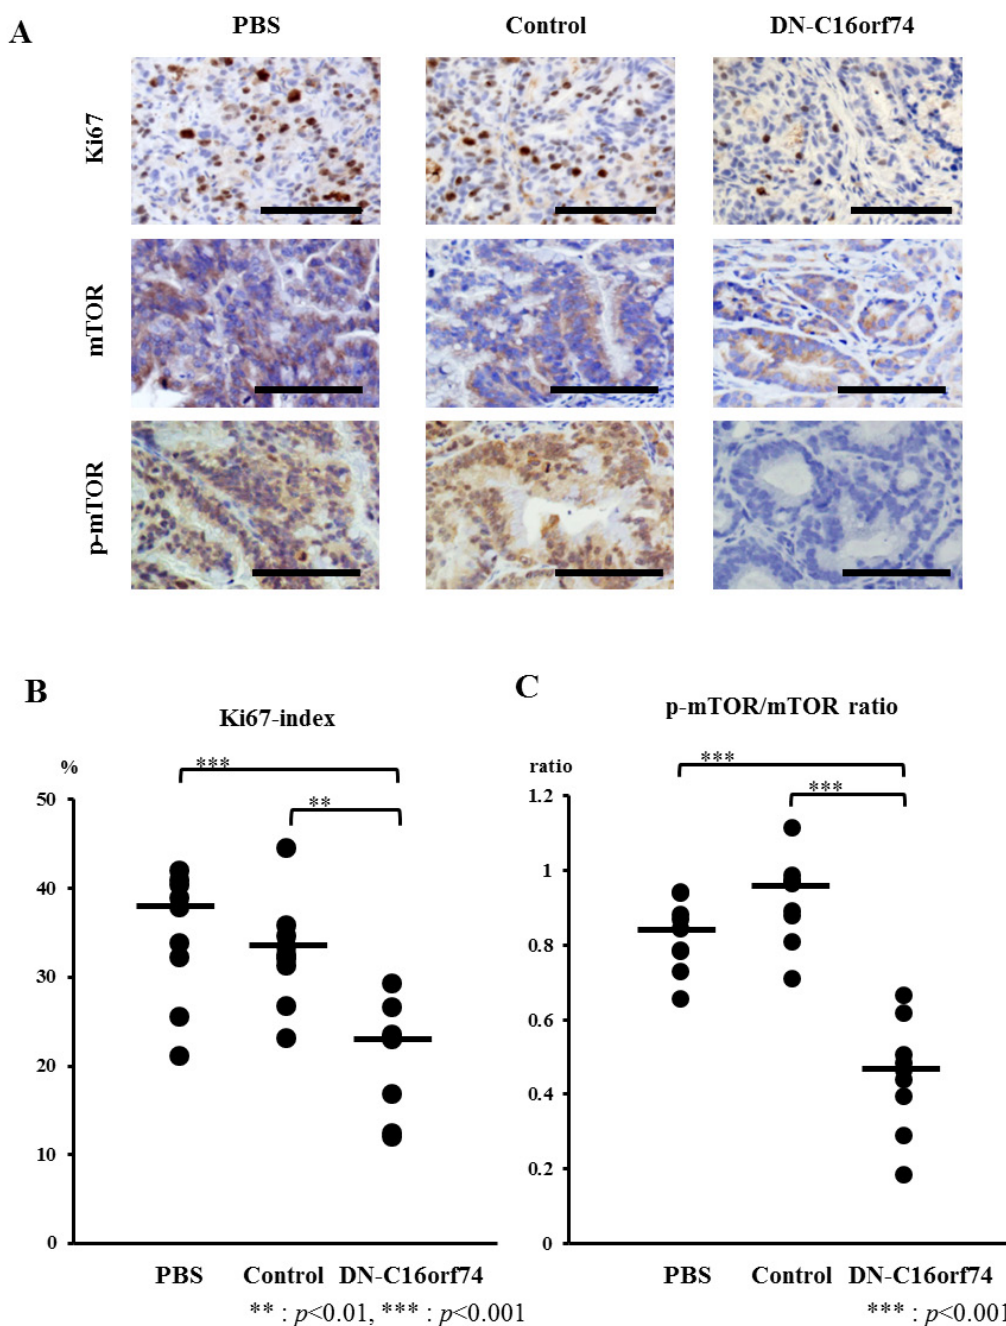 A
PBS
Control
DN-C16orf74
Ki67
mTOR
p-mTOR
B
Ki67-index
%
***
**
50
40
30
20
10
0
PBS
Control
DN-C16orf74
** : p<0.01, *** : p<0.001
C
p-mTOR/mTOR ratio
ratio
***
***
1.2
1
0.8
0.6
0.4
0.2
0
PBS
Control
DN-C16orf74
*** : p<0.001